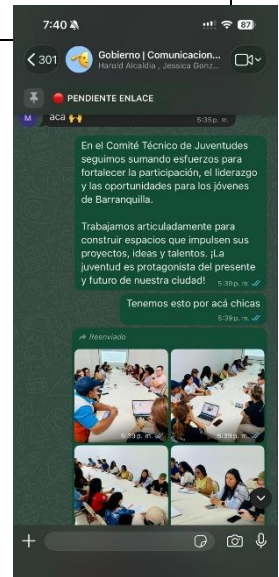 7:40
87
301
Gobierno | Comunicacion...
Harold Alcaldia , Jessica Gonz...
PENDIENTE ENLACE
M
aca 🙌
5:35 p. m.
En el Comité Técnico de Juventudes
seguimos sumando esfuerzos para
fortalecer la participación, el liderazgo
y las oportunidades para los jóvenes
de Barranquilla.
Trabajamos articuladamente para
construir espacios que impulsen sus
proyectos, ideas y talentos. ¡La
juventud es protagonista del presente
y futuro de nuestra ciudad!
5:39 p. m.
Tenemos esto por acá chicas
5:39 p. m.
Reenviado
5:39 p. m.
5:39 p. m.